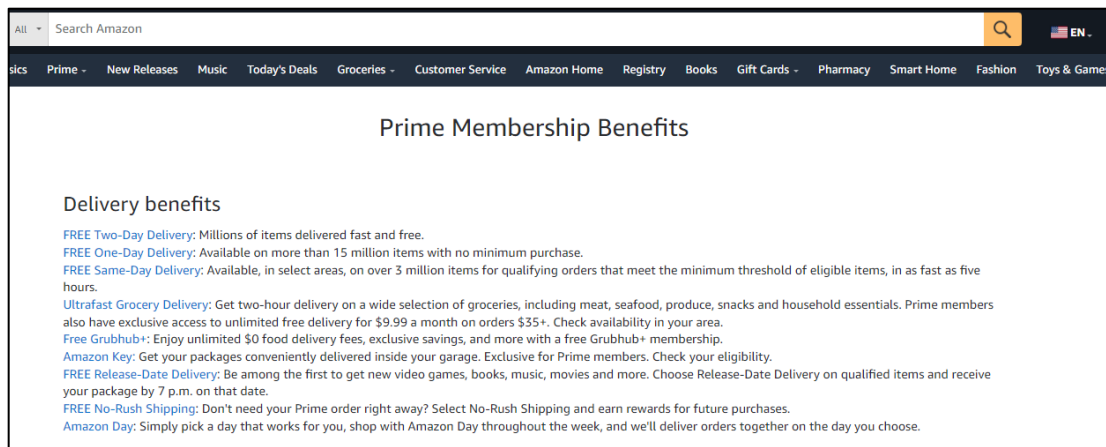 All
Search Amazon
EN
sics Prime New Releases Music Today's Deals Groceries Customer Service Amazon Home Registry Books Gift Cards Pharmacy Smart Home Fashion Toys & Games
Prime Membership Benefits
Delivery benefits
FREE Two-Day Delivery: Millions of items delivered fast and free.
FREE One-Day Delivery: Available on more than 15 million items with no minimum purchase.
FREE Same-Day Delivery: Available, in select areas, on over 3 million items for qualifying orders that meet the minimum threshold of eligible items, in as fast as five
hours.
Ultrafast Grocery Delivery: Get two-hour delivery on a wide selection of groceries, including meat, seafood, produce, snacks and household essentials. Prime members
also have exclusive access to unlimited free delivery for $9.99 a month on orders $35+. Check availability in your area.
Free Grubhub+: Enjoy unlimited $0 food delivery fees, exclusive savings, and more with a free Grubhub+ membership.
Amazon Key: Get your packages conveniently delivered inside your garage. Exclusive for Prime members. Check your eligibility.
FREE Release-Date Delivery: Be among the first to get new video games, books, music, movies and more. Choose Release-Date Delivery on qualified items and receive
your package by 7 p.m. on that date.
FREE No-Rush Shipping: Don't need your Prime order right away? Select No-Rush Shipping and earn rewards for future purchases.
Amazon Day: Simply pick a day that works for you, shop with Amazon Day throughout the week, and we'll deliver orders together on the day you choose.